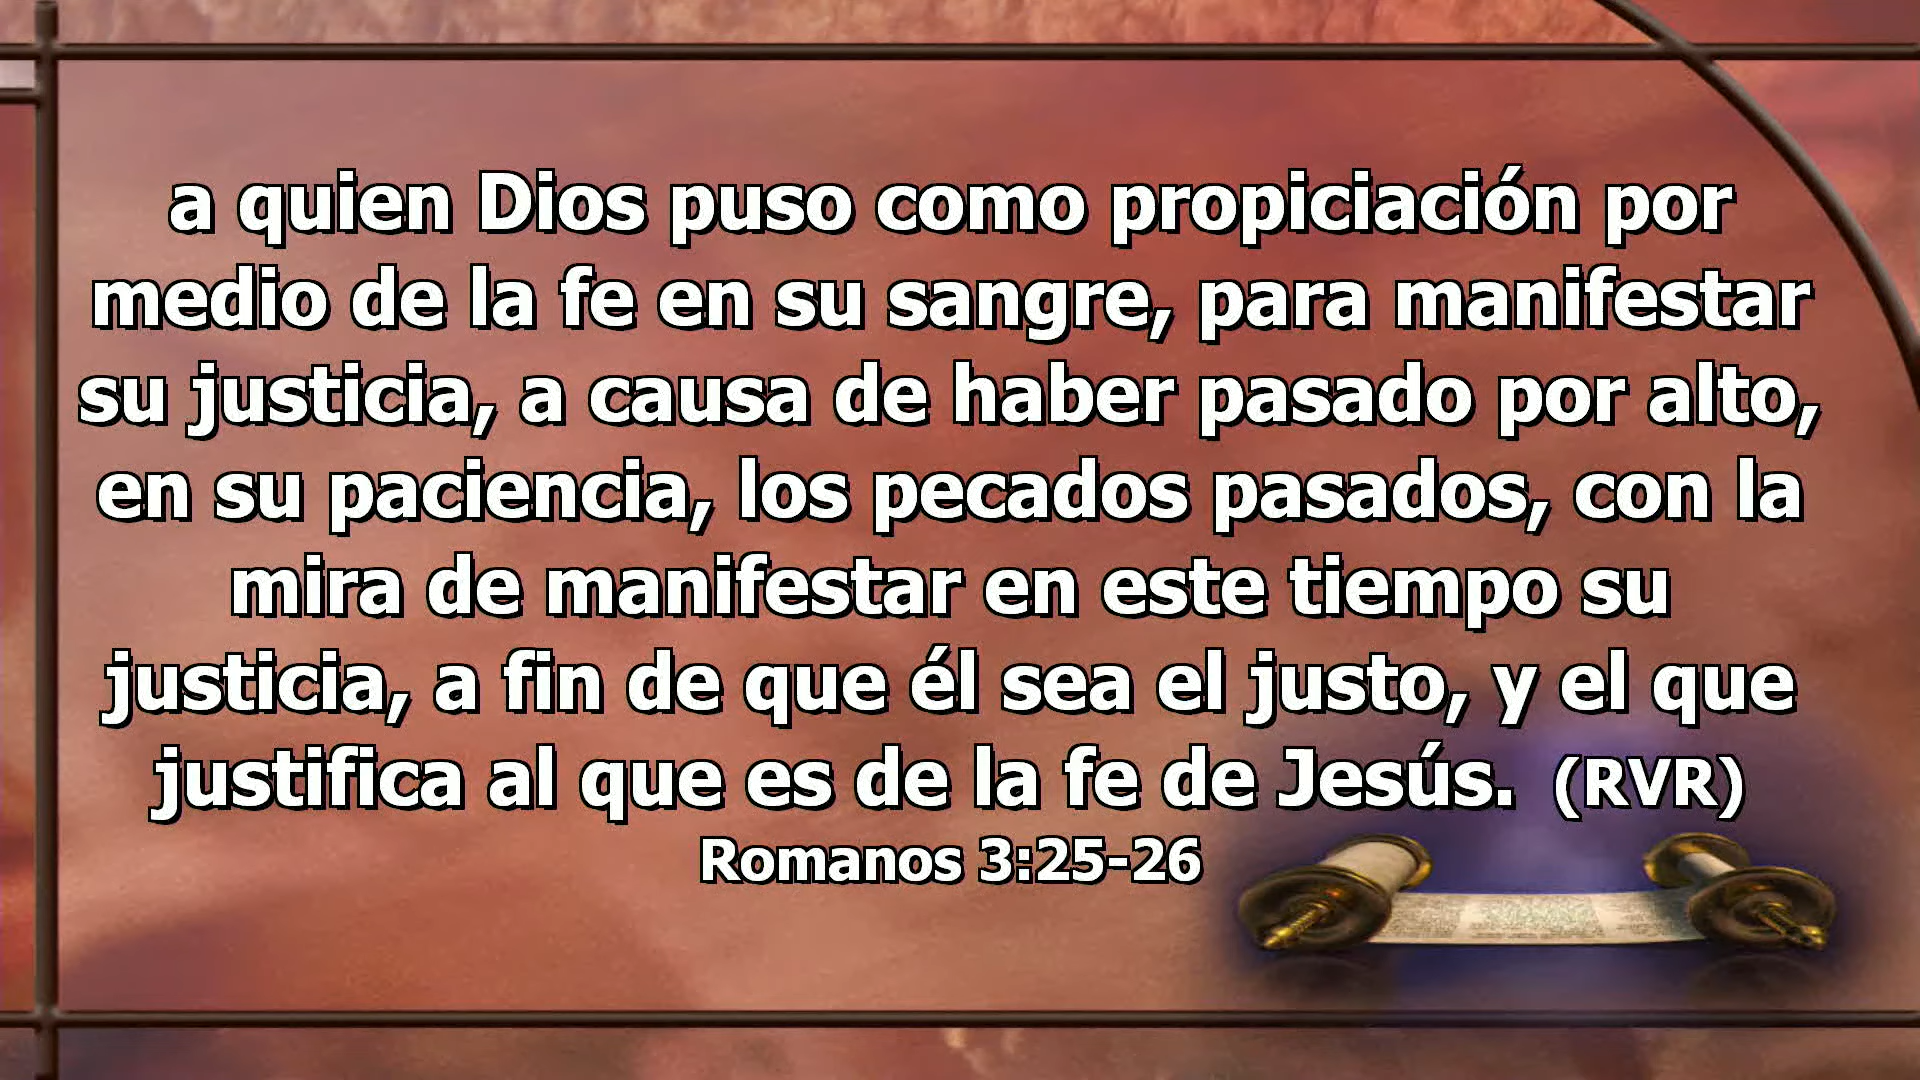 a quien Dios puso como propiciación por
medio de la fe en su sangre, para manifestar
su justicia, a causa de haber pasado por alto,
en su paciencia, los pecados pasados, con la
mira de manifestar en este tiempo su
justicia, a fin de que él sea el justo, y el que
justifica al que es de la fe de Jesús. (RVR)
Romanos 3:25-26